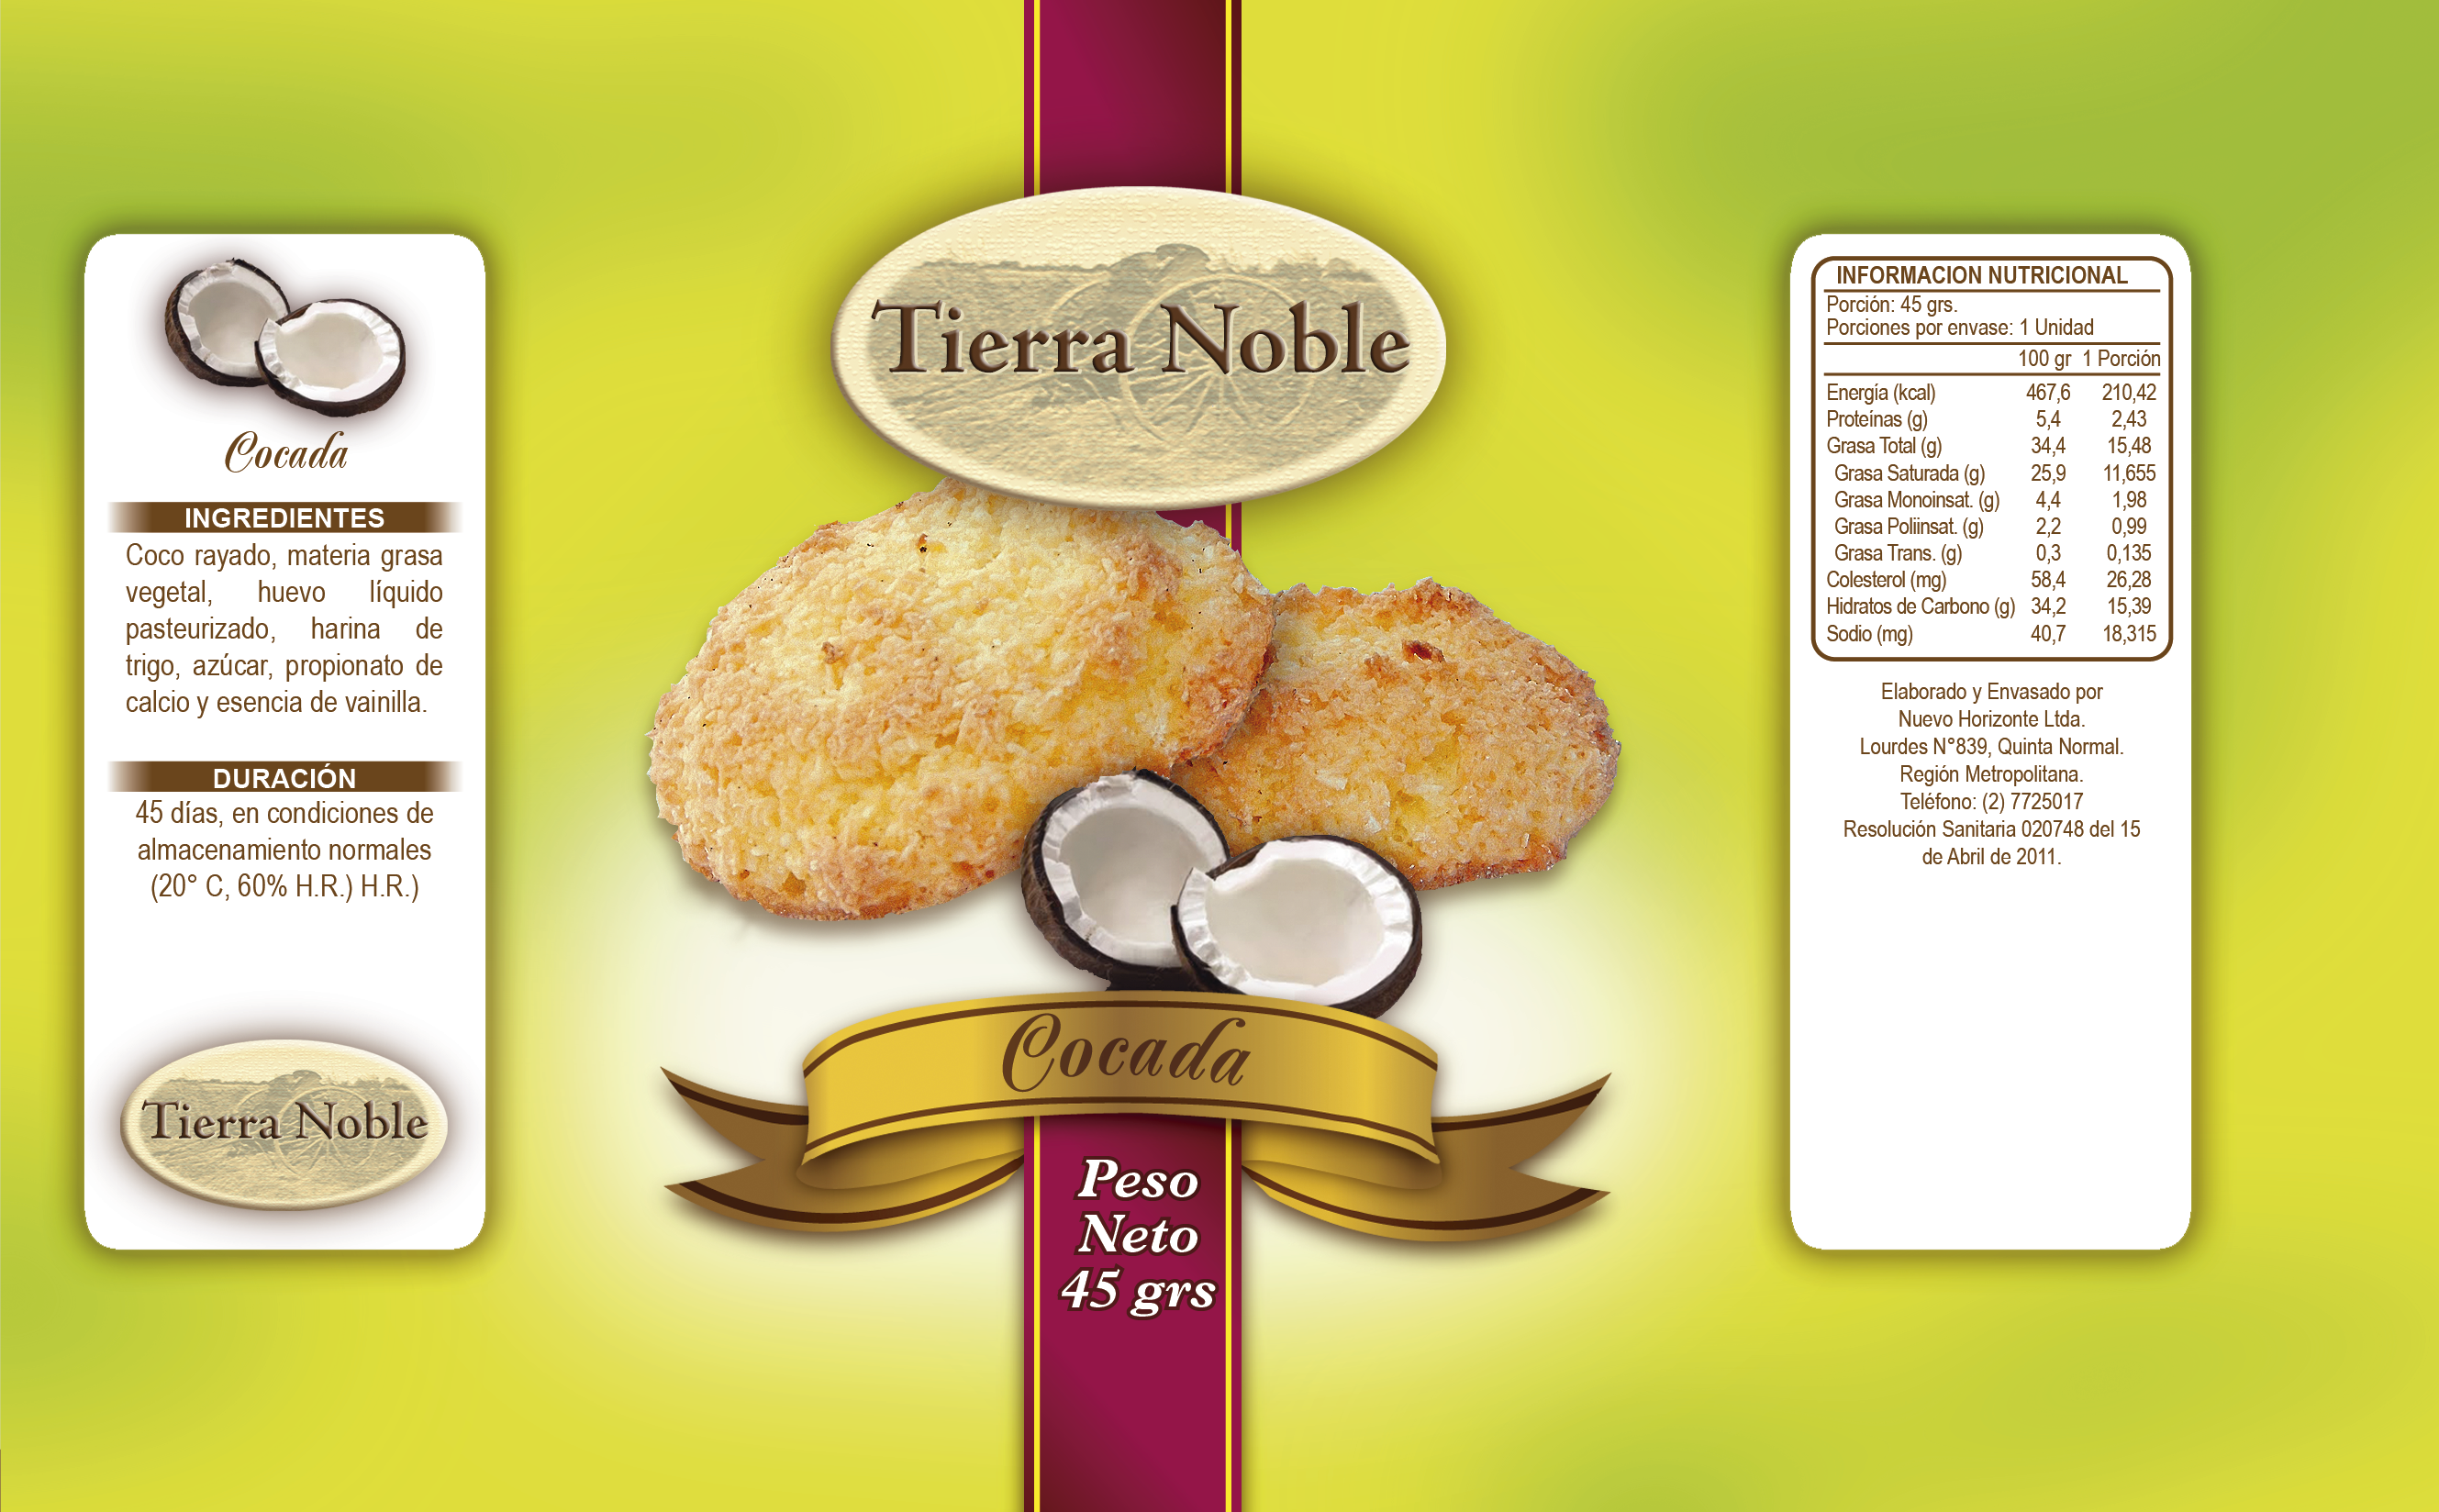 Cocada
INGREDIENTES
Coco rayado, materia grasa
vegetal, huevo líquido
pasteurizado, harina de
trigo, azúcar, propionato de
calcio y esencia de vainilla.
DURACIÓN
45 días, en condiciones de
almacenamiento normales
(20° C, 60% H.R.) H.R.)
Tierra Noble
Tierra Noble
Cocada
Peso
Neto
45 grs
INFORMACION NUTRICIONAL
Porción: 45 grs.
Porciones por envase: 1 Unidad
100 gr 1 Porción
Energía (kcal) 467,6 210,42
Proteínas (g) 5,4 2,43
Grasa Total (g) 34,4 15,48
Grasa Saturada (g) 25,9 11,655
Grasa Monoinsat. (g) 4,4 1,98
Grasa Poliinsat. (g) 2,2 0,99
Grasa Trans. (g) 0,3 0,135
Colesterol (mg) 58,4 26,28
Hidratos de Carbono (g) 34,2 15,39
Sodio (mg) 40,7 18,315
Elaborado y Envasado por
Nuevo Horizonte Ltda.
Lourdes N°839, Quinta Normal.
Región Metropolitana.
Teléfono: (2) 7725017
Resolución Sanitaria 020748 del 15
de Abril de 2011.